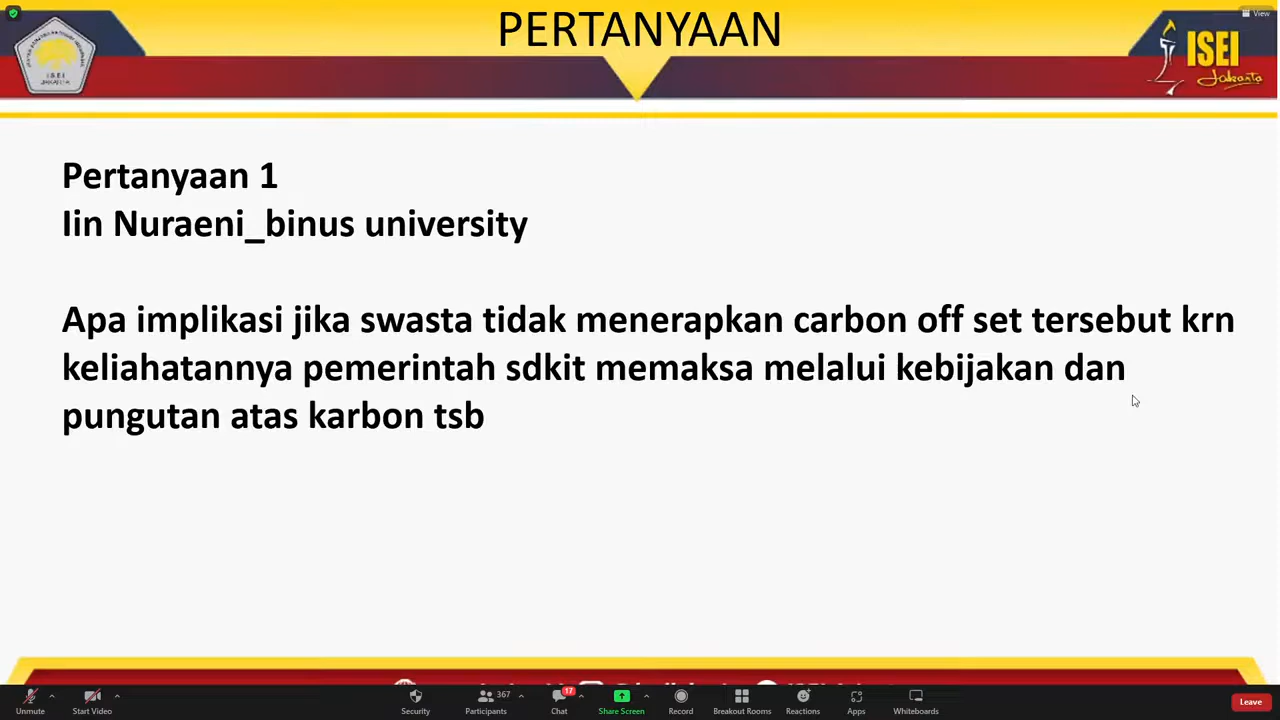 PERTANYAAN
View
ISEI
JAKARTA
ISEI
Jakarta
Pertanyaan 1
Iin Nuraeni_binus university
Apa implikasi jika swasta tidak menerapkan carbon off set tersebut krn
keliahatannya pemerintah sdkit memaksa melalui kebijakan dan
pungutan atas karbon tsb
Unmute
Start Video
Security
367
Participants
17
Chat
Share Screen
Record
Breakout Rooms
Reactions
Apps
Whiteboards
Leave